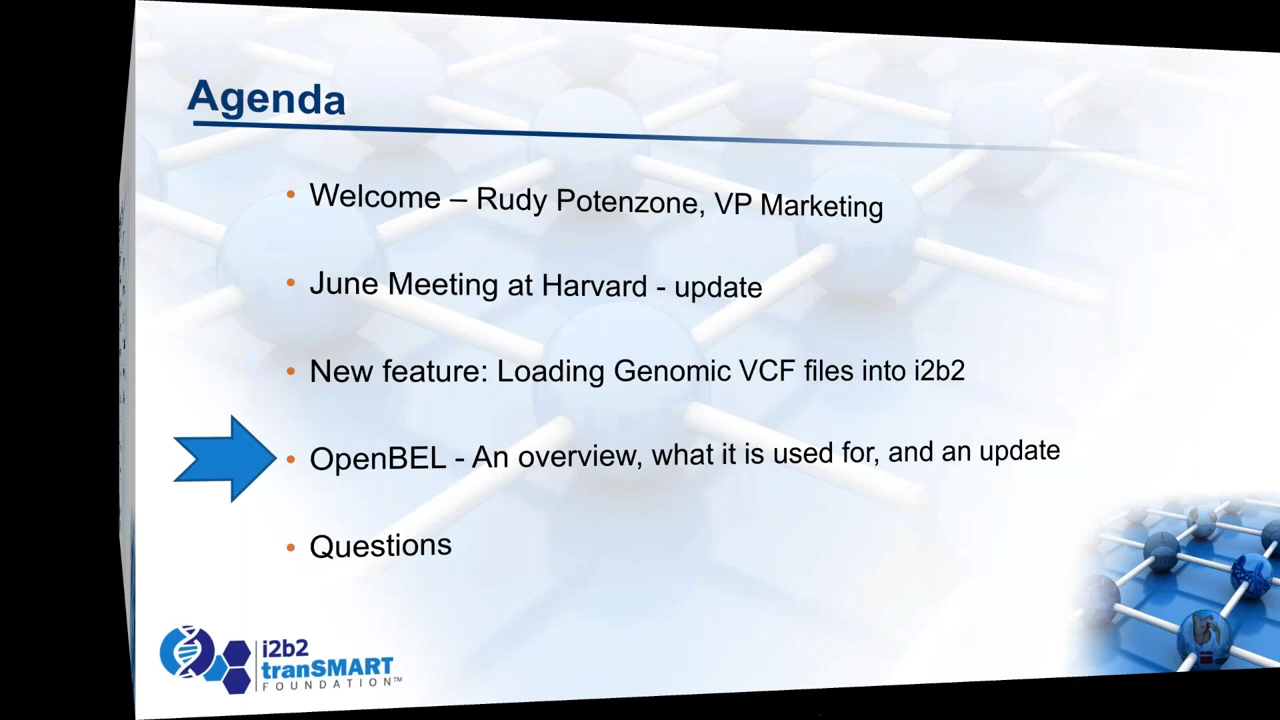 Agenda
• Welcome – Rudy Potenzone, VP Marketing
• June Meeting at Harvard - update
• New feature: Loading Genomic VCF files into i2b2
• OpenBEL - An overview, what it is used for, and an update
• Questions
i2b2
tranSMART
FOUNDATION™